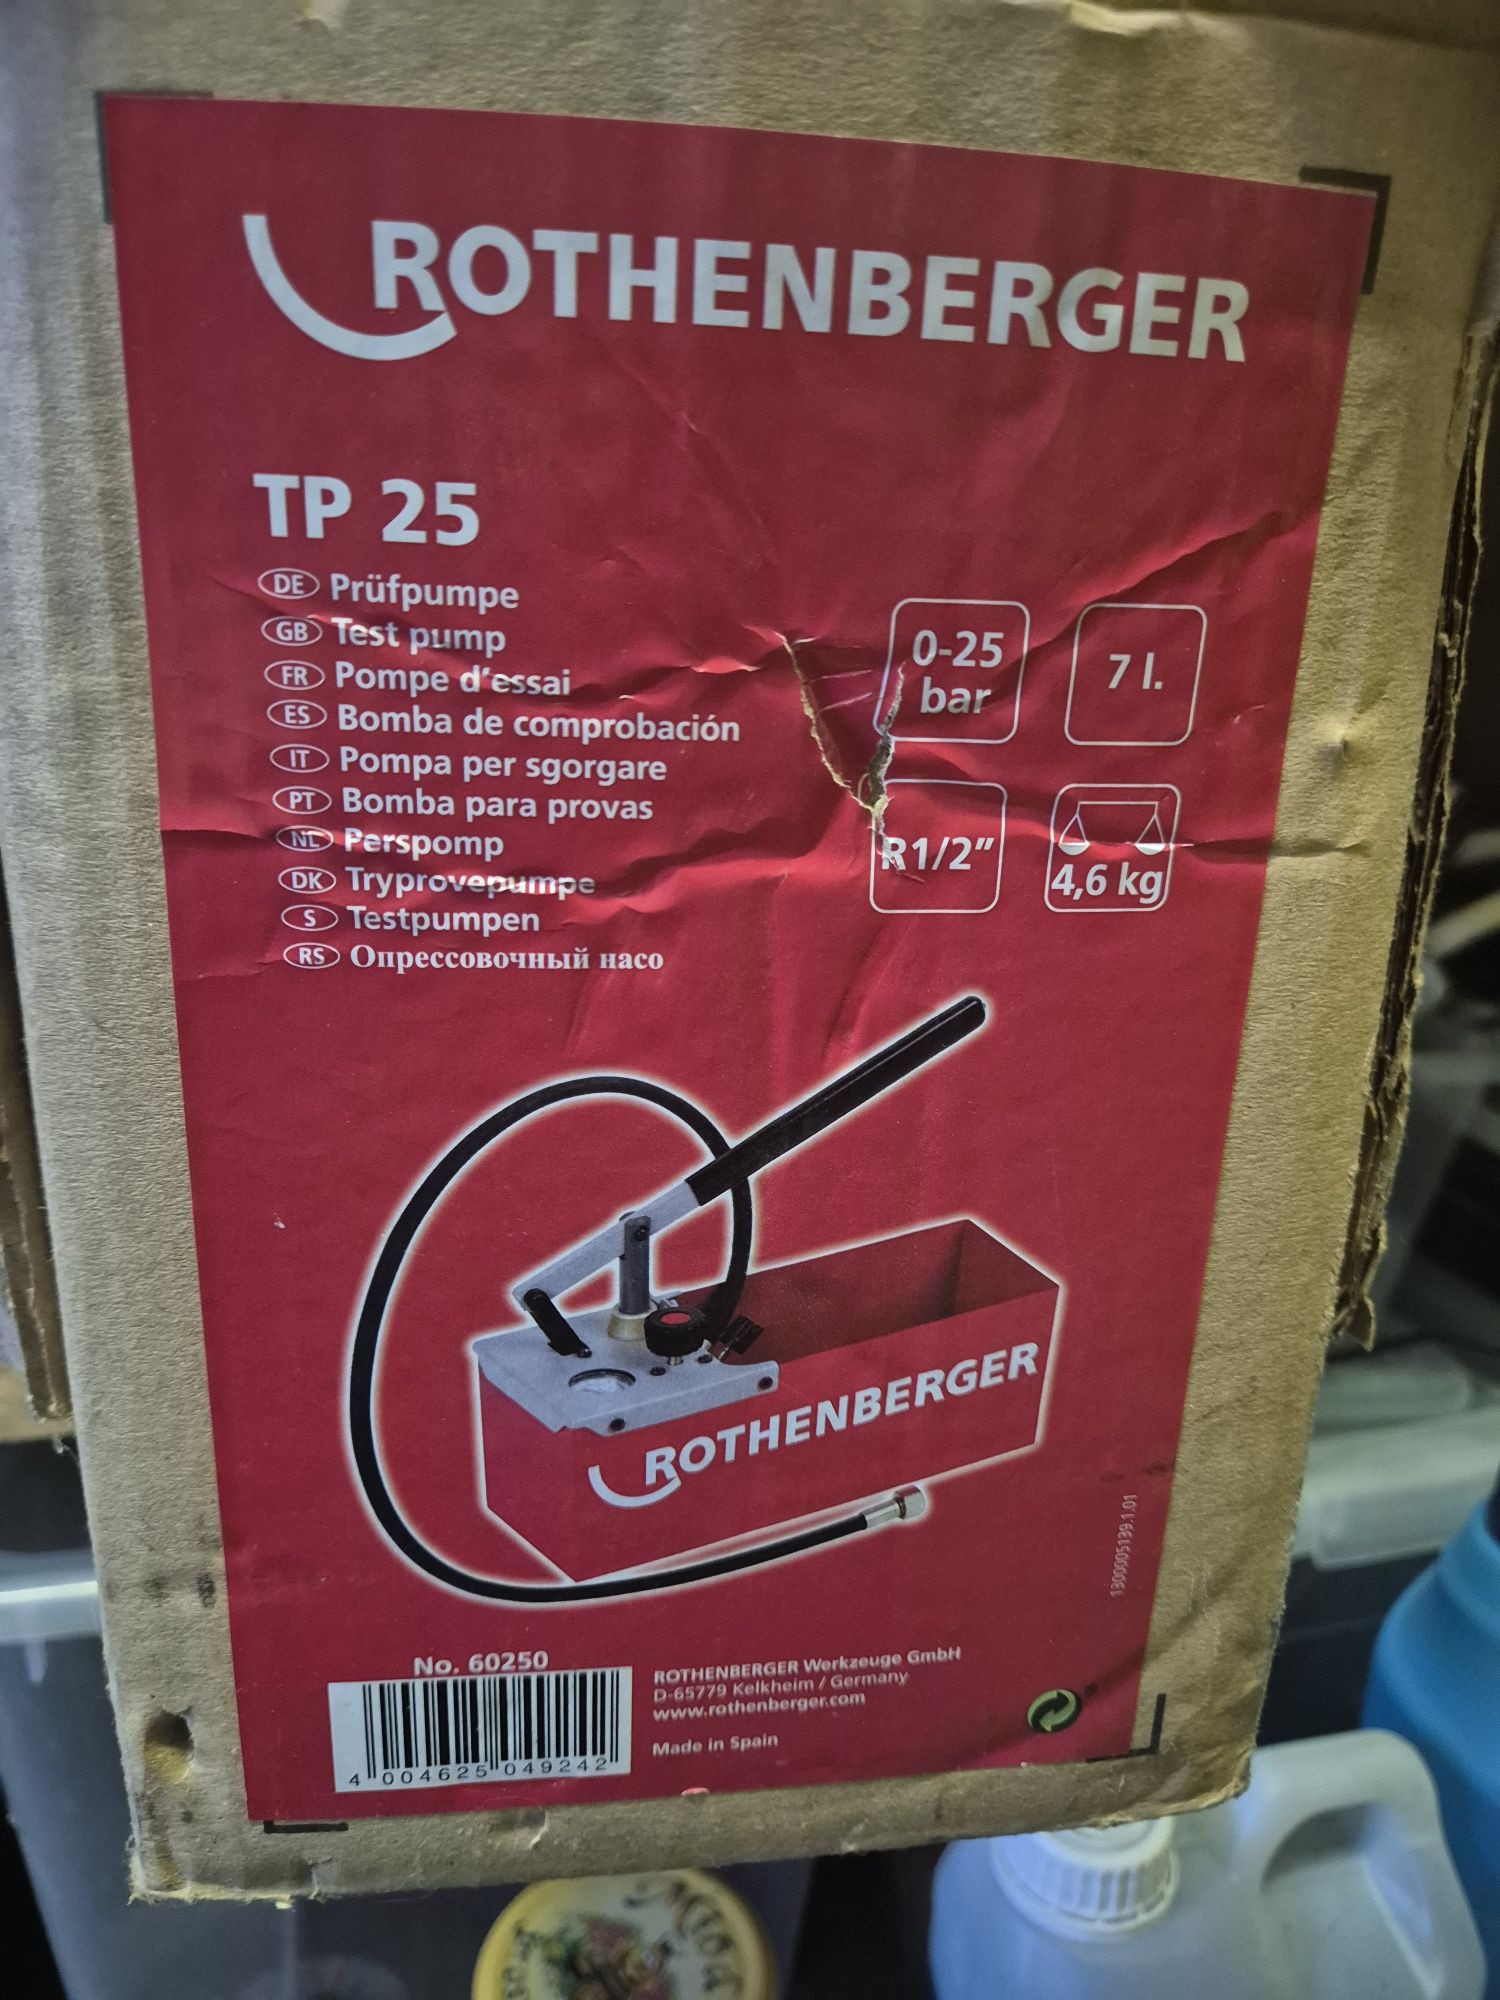 ROTHENBERGER
TP 25
DE Prüfpumpe
GB Test pump
FR Pompe d'essai
ES Bomba de comprobación
IT Pompa per sgorgare
PT Bomba para provas
NL Perspomp
DK Tryprovepumpe
S Testpumpen
RS Опрессовочный насо
0-25
bar
7 l.
R1/2"
4,6 kg
ROTHENBERGER
1300005139.1.01
No. 60250
4 004625 049242
ROTHENBERGER Werkzeuge GmbH
D-65779 Kelkheim / Germany
www.rothenberger.com
Made in Spain